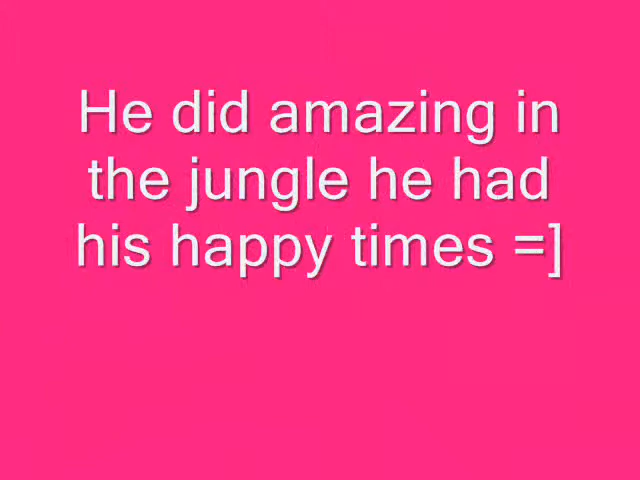 He did amazing in
the jungle he had
his happy times =]